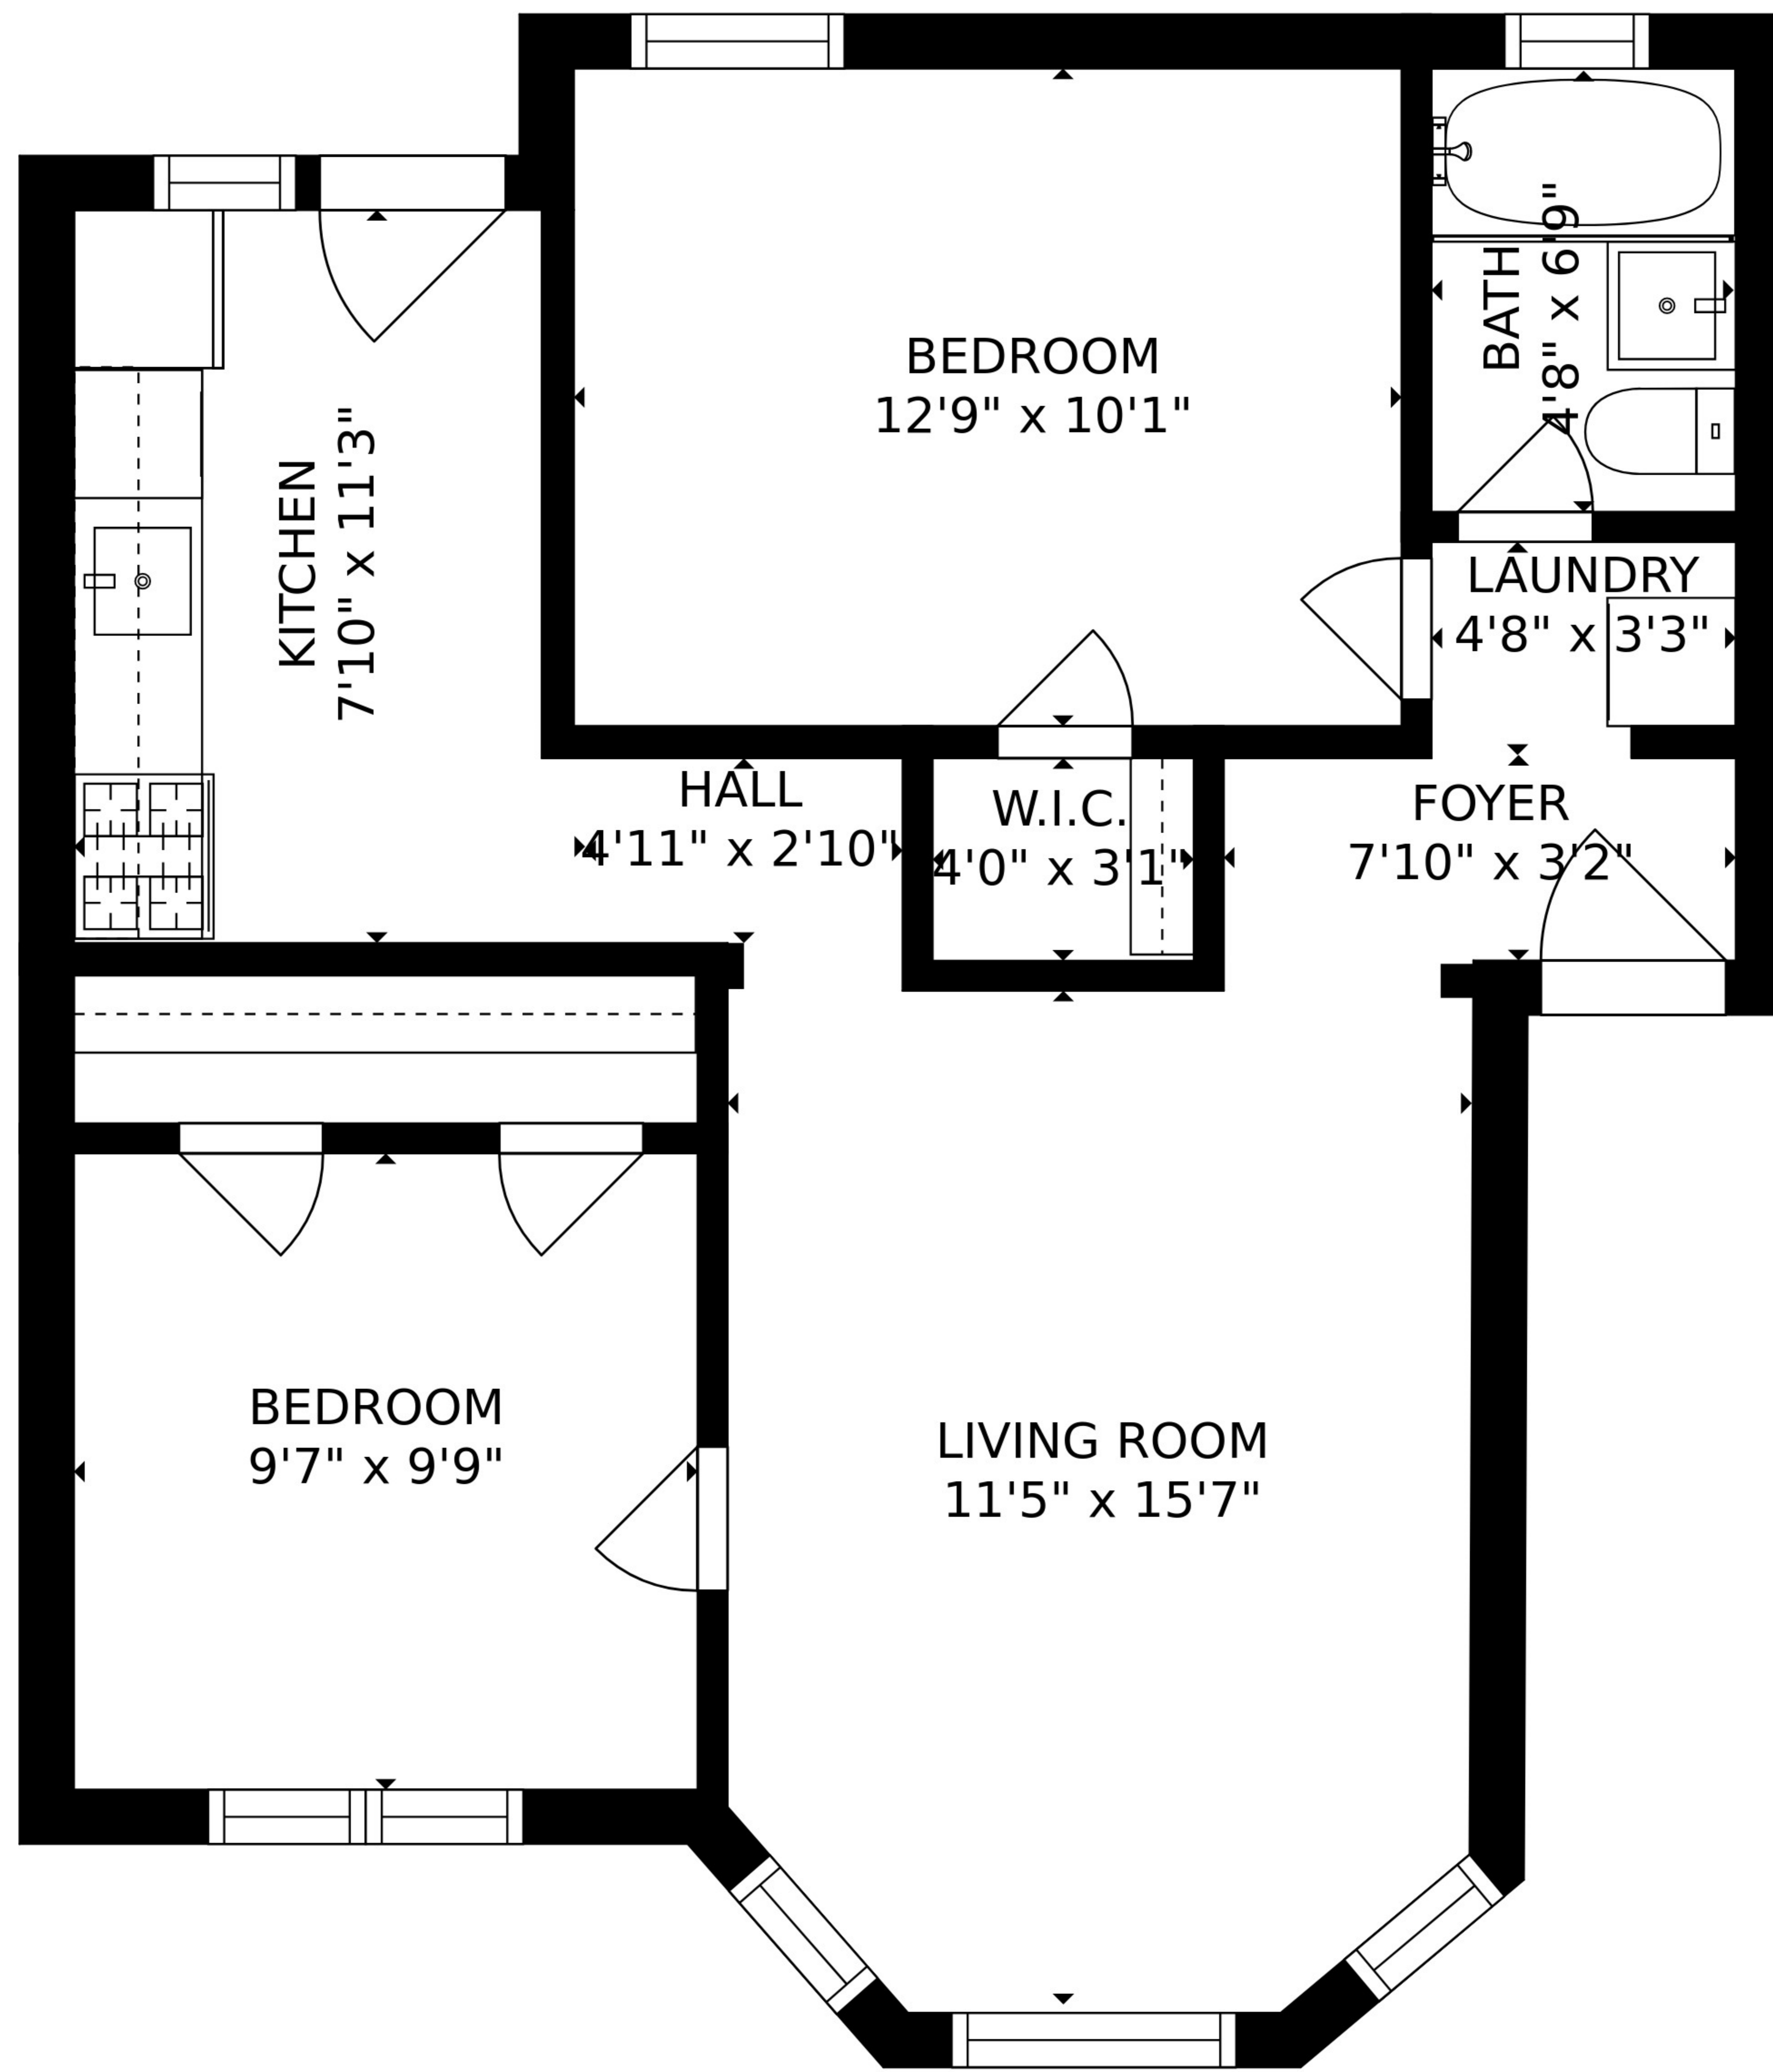 BEDROOM
12'9" x 10'1"
BATH
4'8" x 6'9"
KITCHEN
7'10" x 11'3"
LAUNDRY
4'8" x 3'3"
HALL
4'11" x 2'10"
W.I.C.
4'0" x 3'1"
FOYER
7'10" x 3'2"
BEDROOM
9'7" x 9'9"
LIVING ROOM
11'5" x 15'7"